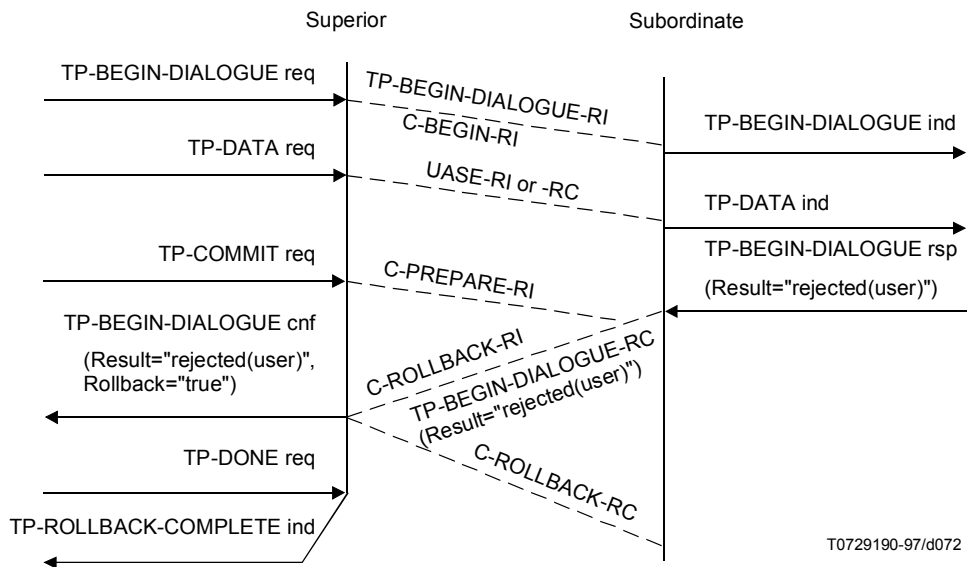 Superior
Subordinate
TP-BEGIN-DIALOGUE req
TP-BEGIN-DIALOGUE-RI
C-BEGIN-RI
TP-BEGIN-DIALOGUE ind
TP-DATA req
UASE-RI or -RC
TP-DATA ind
TP-BEGIN-DIALOGUE rsp
(Result="rejected(user)")
TP-COMMIT req
C-PREPARE-RI
TP-BEGIN-DIALOGUE cnf
(Result="rejected(user)",
Rollback="true")
C-ROLLBACK-RI
TP-BEGIN-DIALOGUE-RC
(Result="rejected(user)")
TP-DONE req
C-ROLLBACK-RC
TP-ROLLBACK-COMPLETE ind
T0729190-97/d072